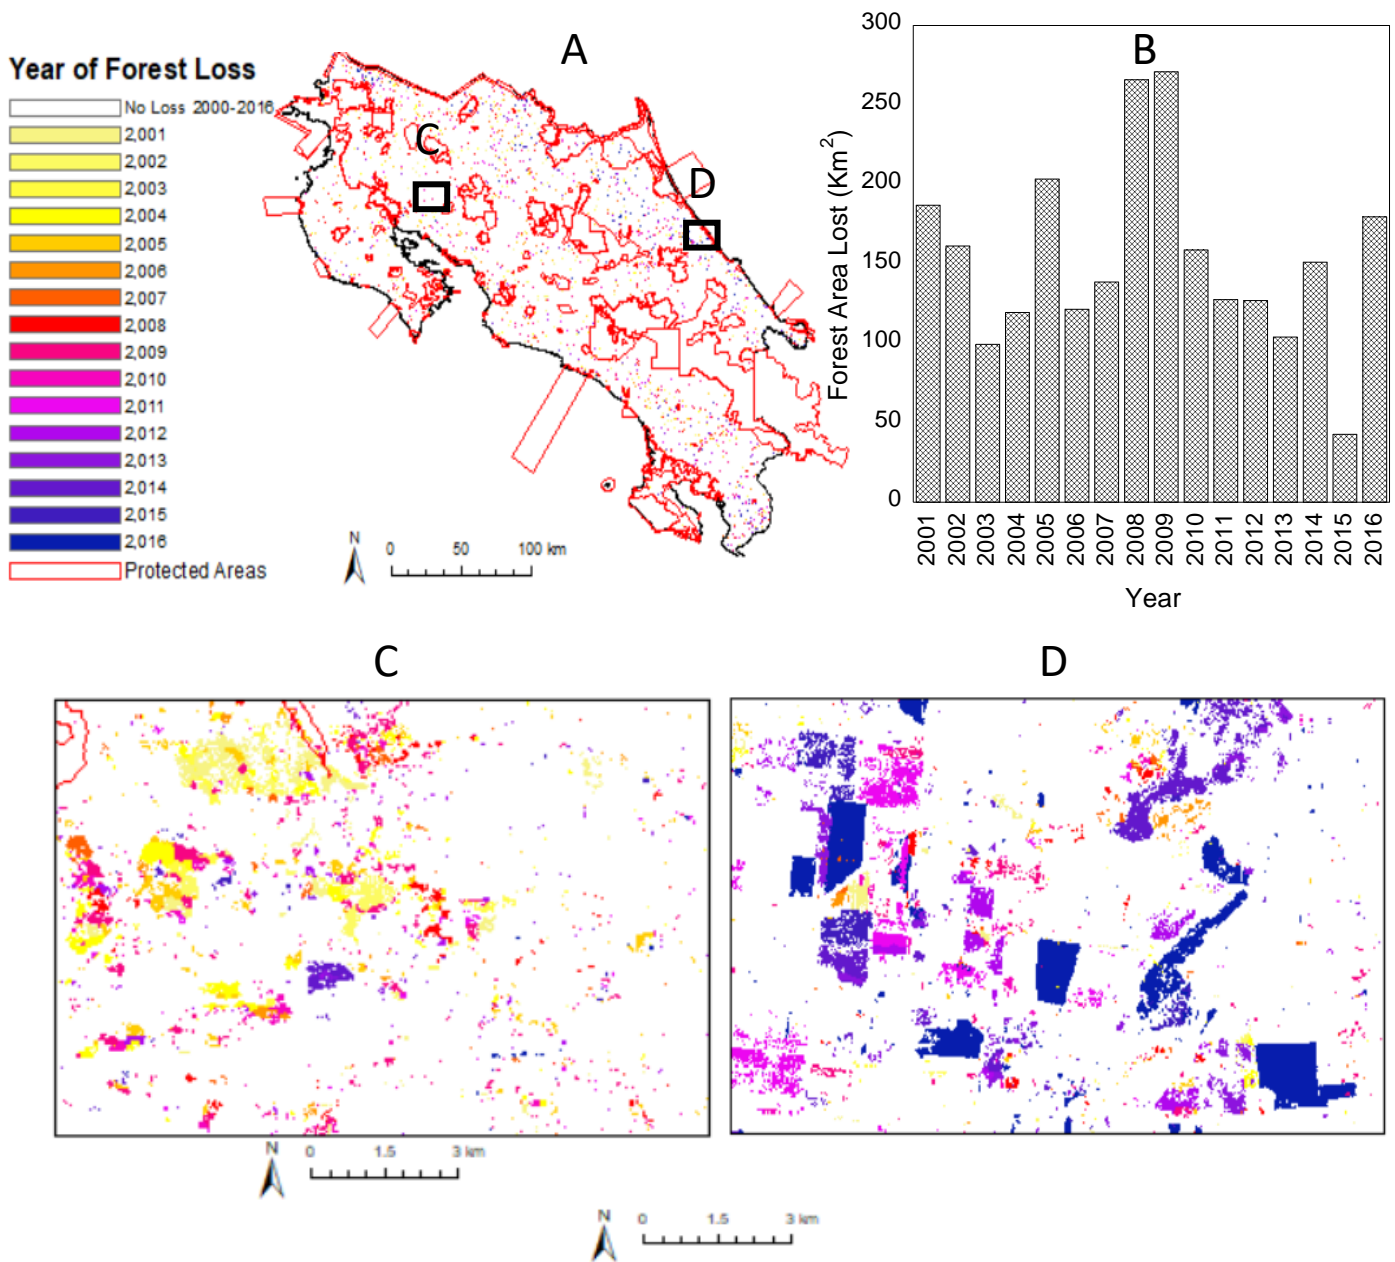 Year of Forest Loss
No Loss 2000-2016
2,001
2,002
2,003
2,004
2,005
2,006
2,007
2,008
2,009
2,010
2,011
2,012
2,013
2,014
2,015
2,016
Protected Areas
A
C
D
N
0 50 100 km
B
Forest Area Lost (Km²)
300
250
200
150
100
50
0
2001 2002 2003 2004 2005 2006 2007 2008 2009 2010 2011 2012 2013 2014 2015 2016
Year
C
N
0 1.5 3 km
D
N
0 1.5 3 km